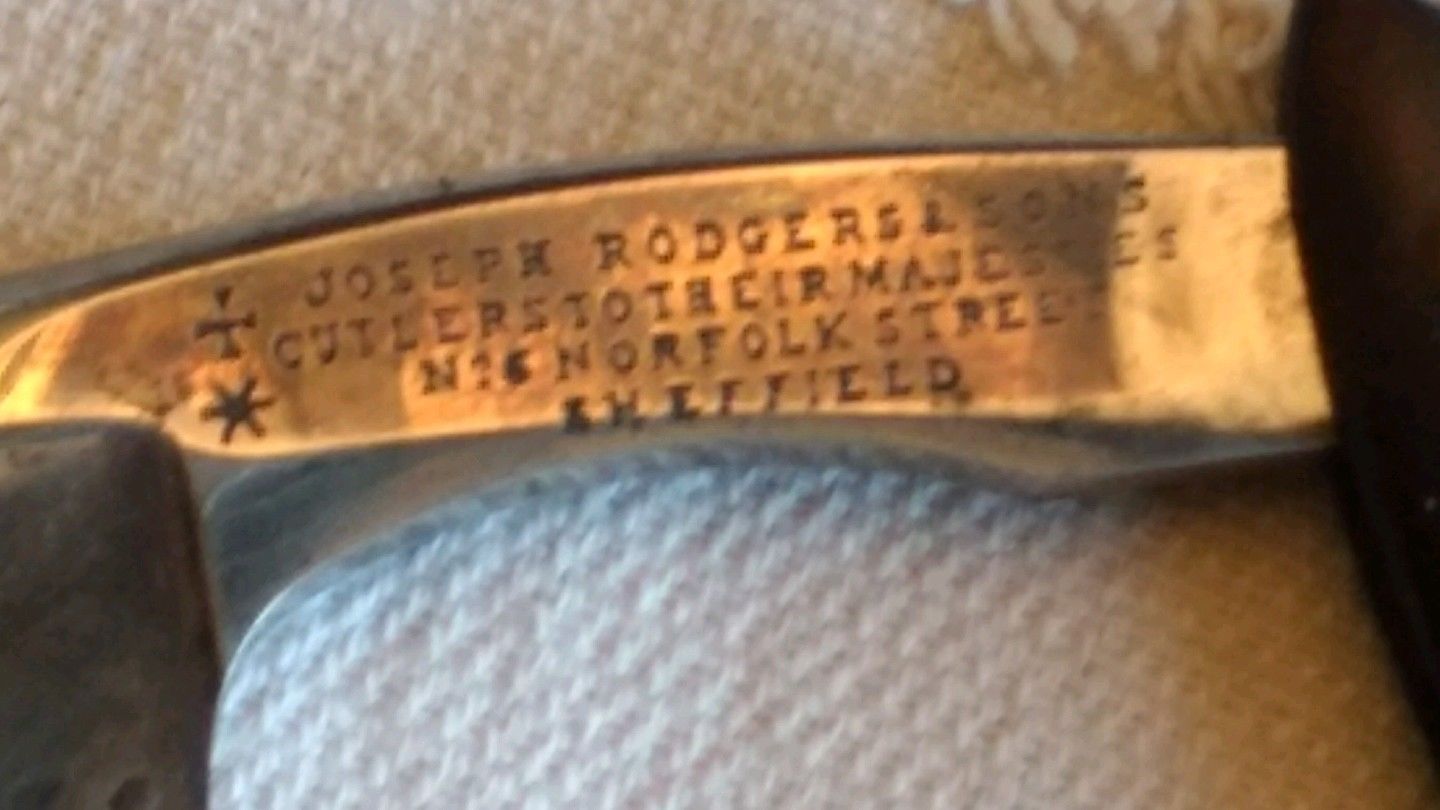 JOSEPH RODGERS & SONS
CUTLERS TO THEIR MAJESTIES
No 6 NORFOLK STREET
SHEFFIELD